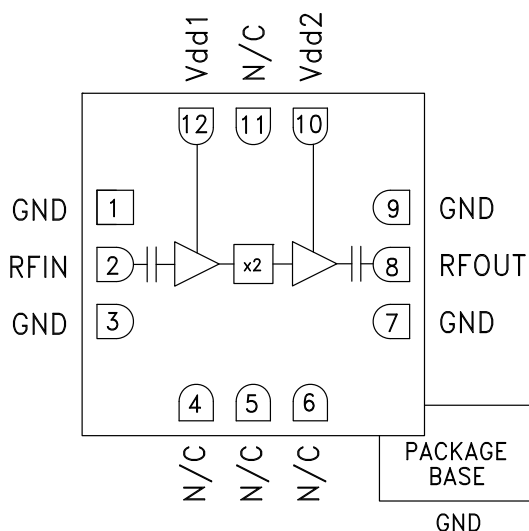 Vdd1
N/C
Vdd2
12
11
10
GND
1
9
GND
RFIN
2
x2
8
RFOUT
GND
3
7
GND
4
5
6
N/C
N/C
N/C
PACKAGE
BASE
GND